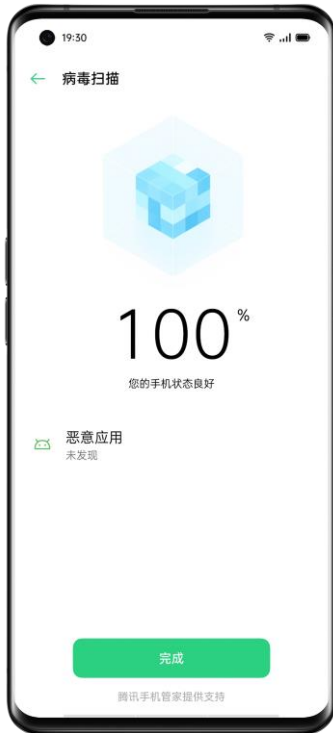 19:30
病毒扫描
100%
您的手机状态良好
恶意应用
未发现
完成
腾讯手机管家提供支持